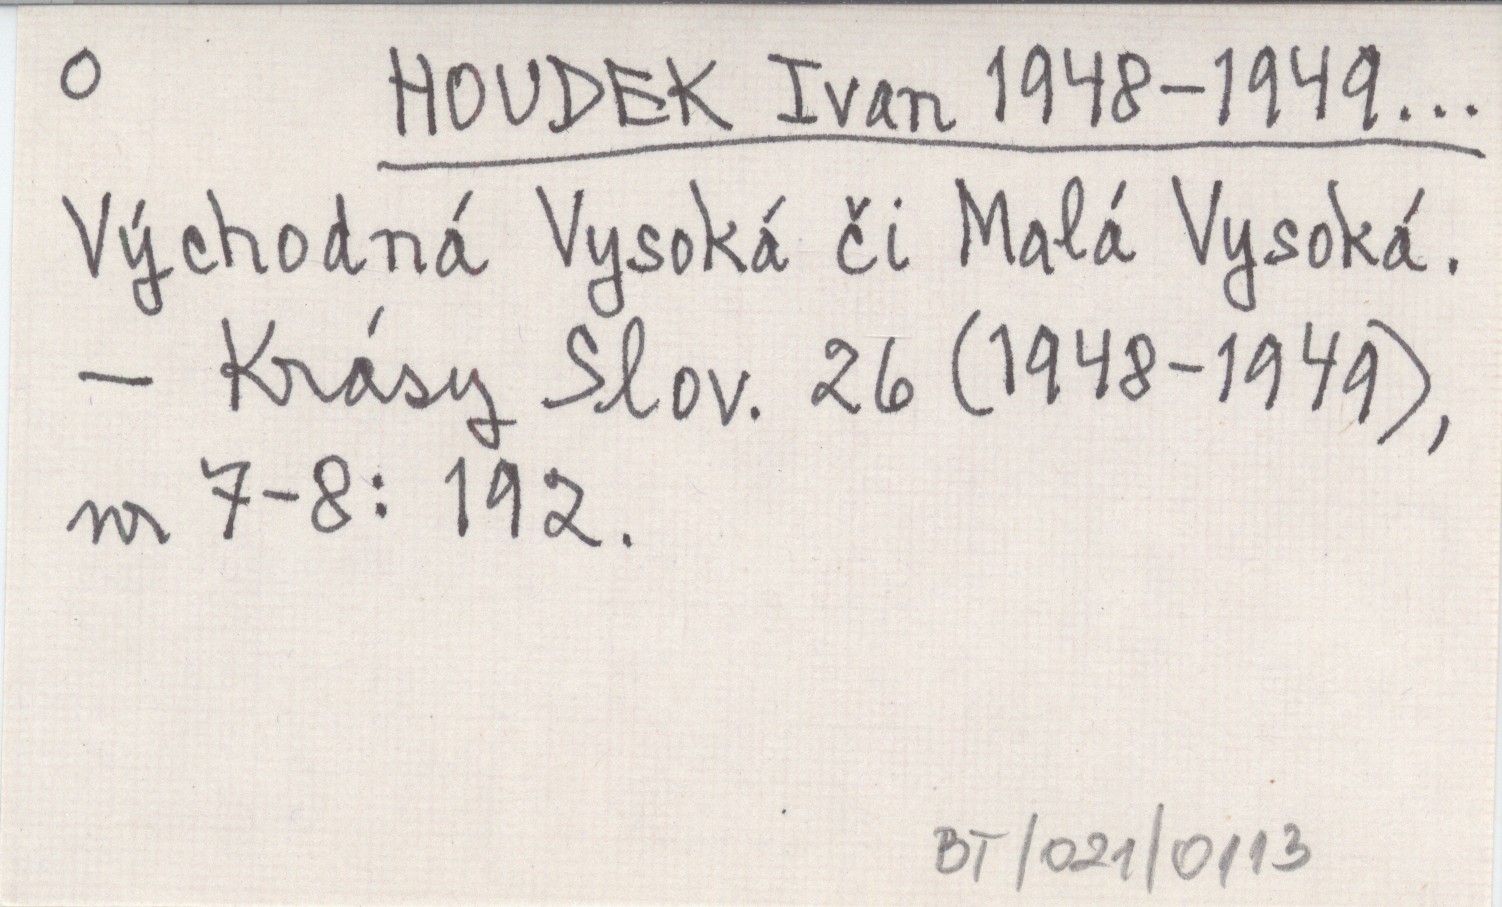 O HOUDEK Ivan 1948-1949...
Východná Vysoká či Malá Vysoká.
— Krásy Slov. 26 (1948-1949),
nr 7-8: 192.
BT/021/0113